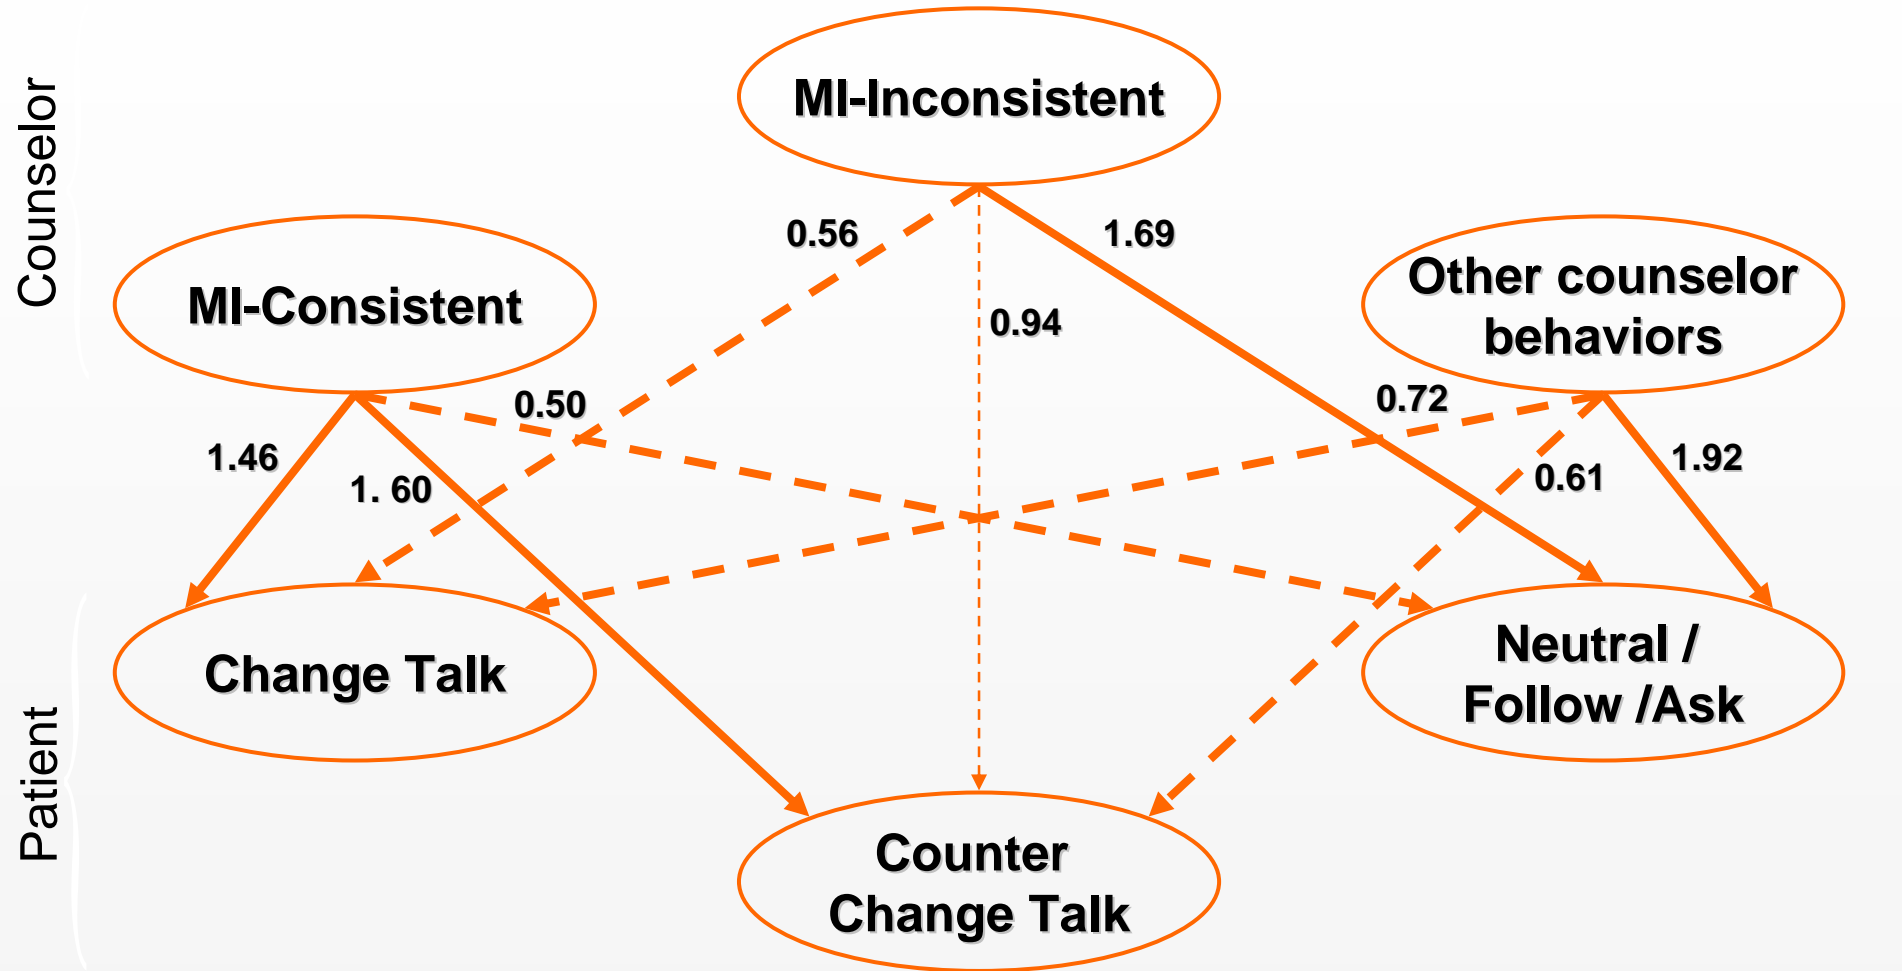 Counselor
MI-Inconsistent
MI-Consistent
Other counselor
behaviors
0.56
1.69
0.94
0.50
0.72
1.46
1. 60
0.61
1.92
Patient
Change Talk
Neutral /
Follow /Ask
Counter
Change Talk